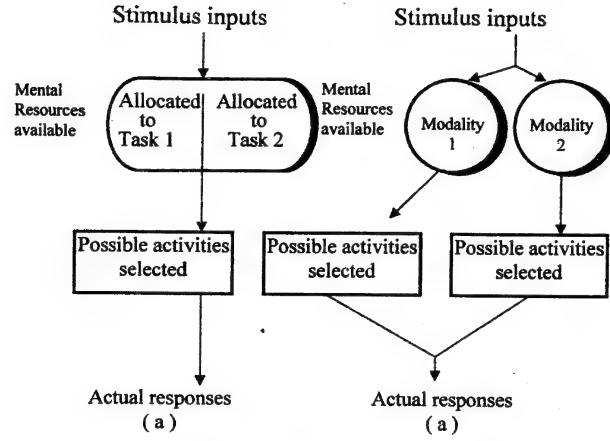 Stimulus inputs
Mental
Resources
available
Allocated
to
Task 1
Allocated
to
Task 2
Possible activities
selected
Actual responses
( a )
Stimulus inputs
Mental
Resources
available
Modality
1
Modality
2
Possible activities
selected
Possible activities
selected
Actual responses
( a )